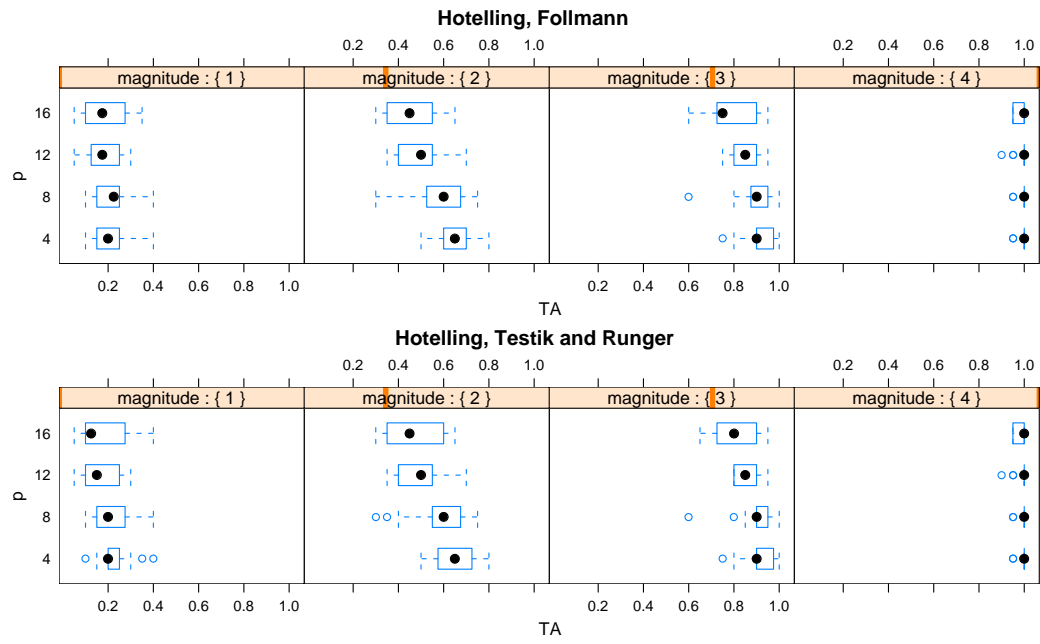 Hotelling, Follmann
0.2 0.4 0.6 0.8 1.0 0.2 0.4 0.6 0.8 1.0
magnitude : { 1 } magnitude : { 2 } magnitude : { 3 } magnitude : { 4 }
16
12
p
8
4
0.2 0.4 0.6 0.8 1.0 0.2 0.4 0.6 0.8 1.0
TA
Hotelling, Testik and Runger
0.2 0.4 0.6 0.8 1.0 0.2 0.4 0.6 0.8 1.0
magnitude : { 1 } magnitude : { 2 } magnitude : { 3 } magnitude : { 4 }
16
12
p
8
4
0.2 0.4 0.6 0.8 1.0 0.2 0.4 0.6 0.8 1.0
TA